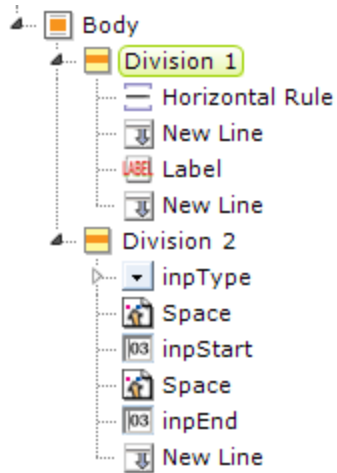 Body
Division 1
Horizontal Rule
New Line
LABEL Label
New Line
Division 2
inpType
Space
03 inpStart
Space
03 inpEnd
New Line